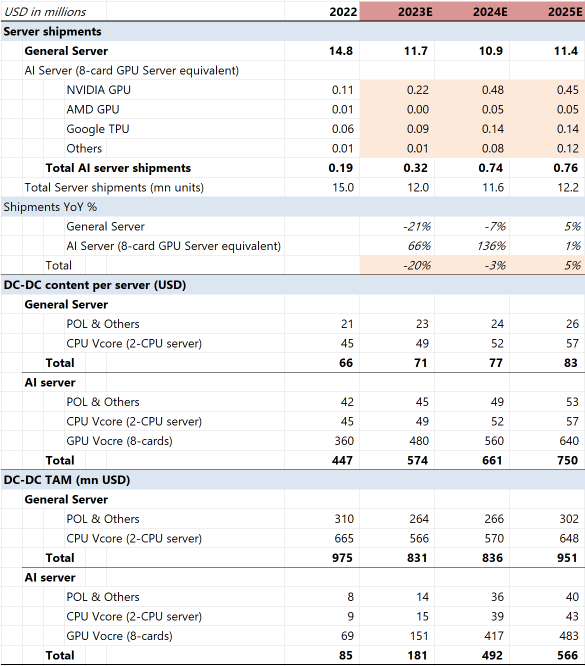 USD in millions 2022 2023E 2024E 2025E
Server shipments
General Server 14.8 11.7 10.9 11.4
AI Server (8-card GPU Server equivalent)
NVIDIA GPU 0.11 0.22 0.48 0.45
AMD GPU 0.01 0.00 0.05 0.05
Google TPU 0.06 0.09 0.14 0.14
Others 0.01 0.01 0.08 0.12
Total AI server shipments 0.19 0.32 0.74 0.76
Total Server shipments (mn units) 15.0 12.0 11.6 12.2
Shipments YoY %
General Server -21% -7% 5%
AI Server (8-card GPU Server equivalent) 66% 136% 1%
Total -20% -3% 5%
DC-DC content per server (USD)
General Server
POL & Others 21 23 24 26
CPU Vcore (2-CPU server) 45 49 52 57
Total 66 71 77 83
AI server
POL & Others 42 45 49 53
CPU Vcore (2-CPU server) 45 49 52 57
GPU Vocre (8-cards) 360 480 560 640
Total 447 574 661 750
DC-DC TAM (mn USD)
General Server
POL & Others 310 264 266 302
CPU Vcore (2-CPU server) 665 566 570 648
Total 975 831 836 951
AI server
POL & Others 8 14 36 40
CPU Vcore (2-CPU server) 9 15 39 43
GPU Vocre (8-cards) 69 151 417 483
Total 85 181 492 566